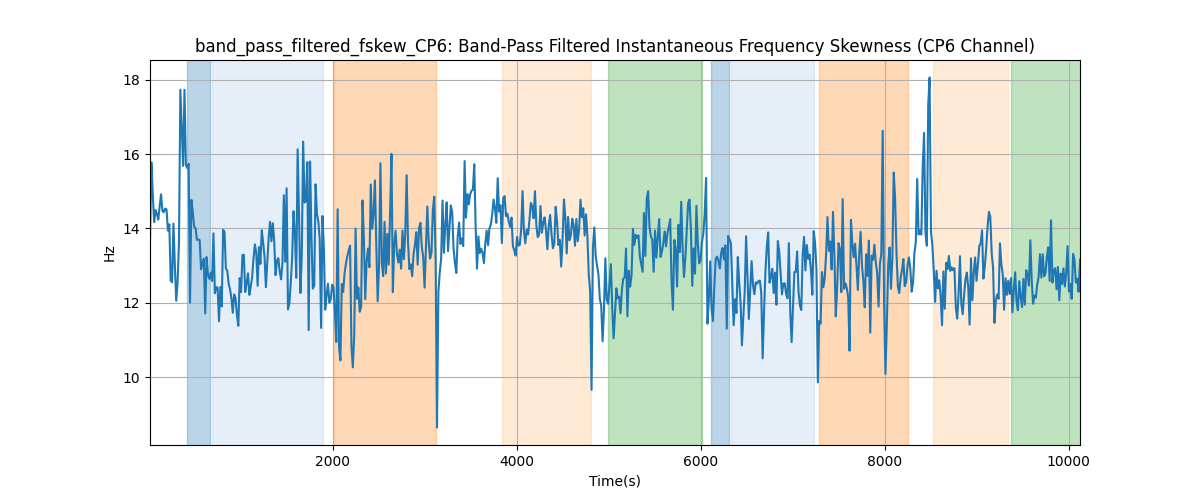 band_pass_filtered_fskew_CP6: Band-Pass Filtered Instantaneous Frequency Skewness (CP6 Channel)
18
16
14
12
10
Hz
2000 4000 6000 8000 10000
Time(s)